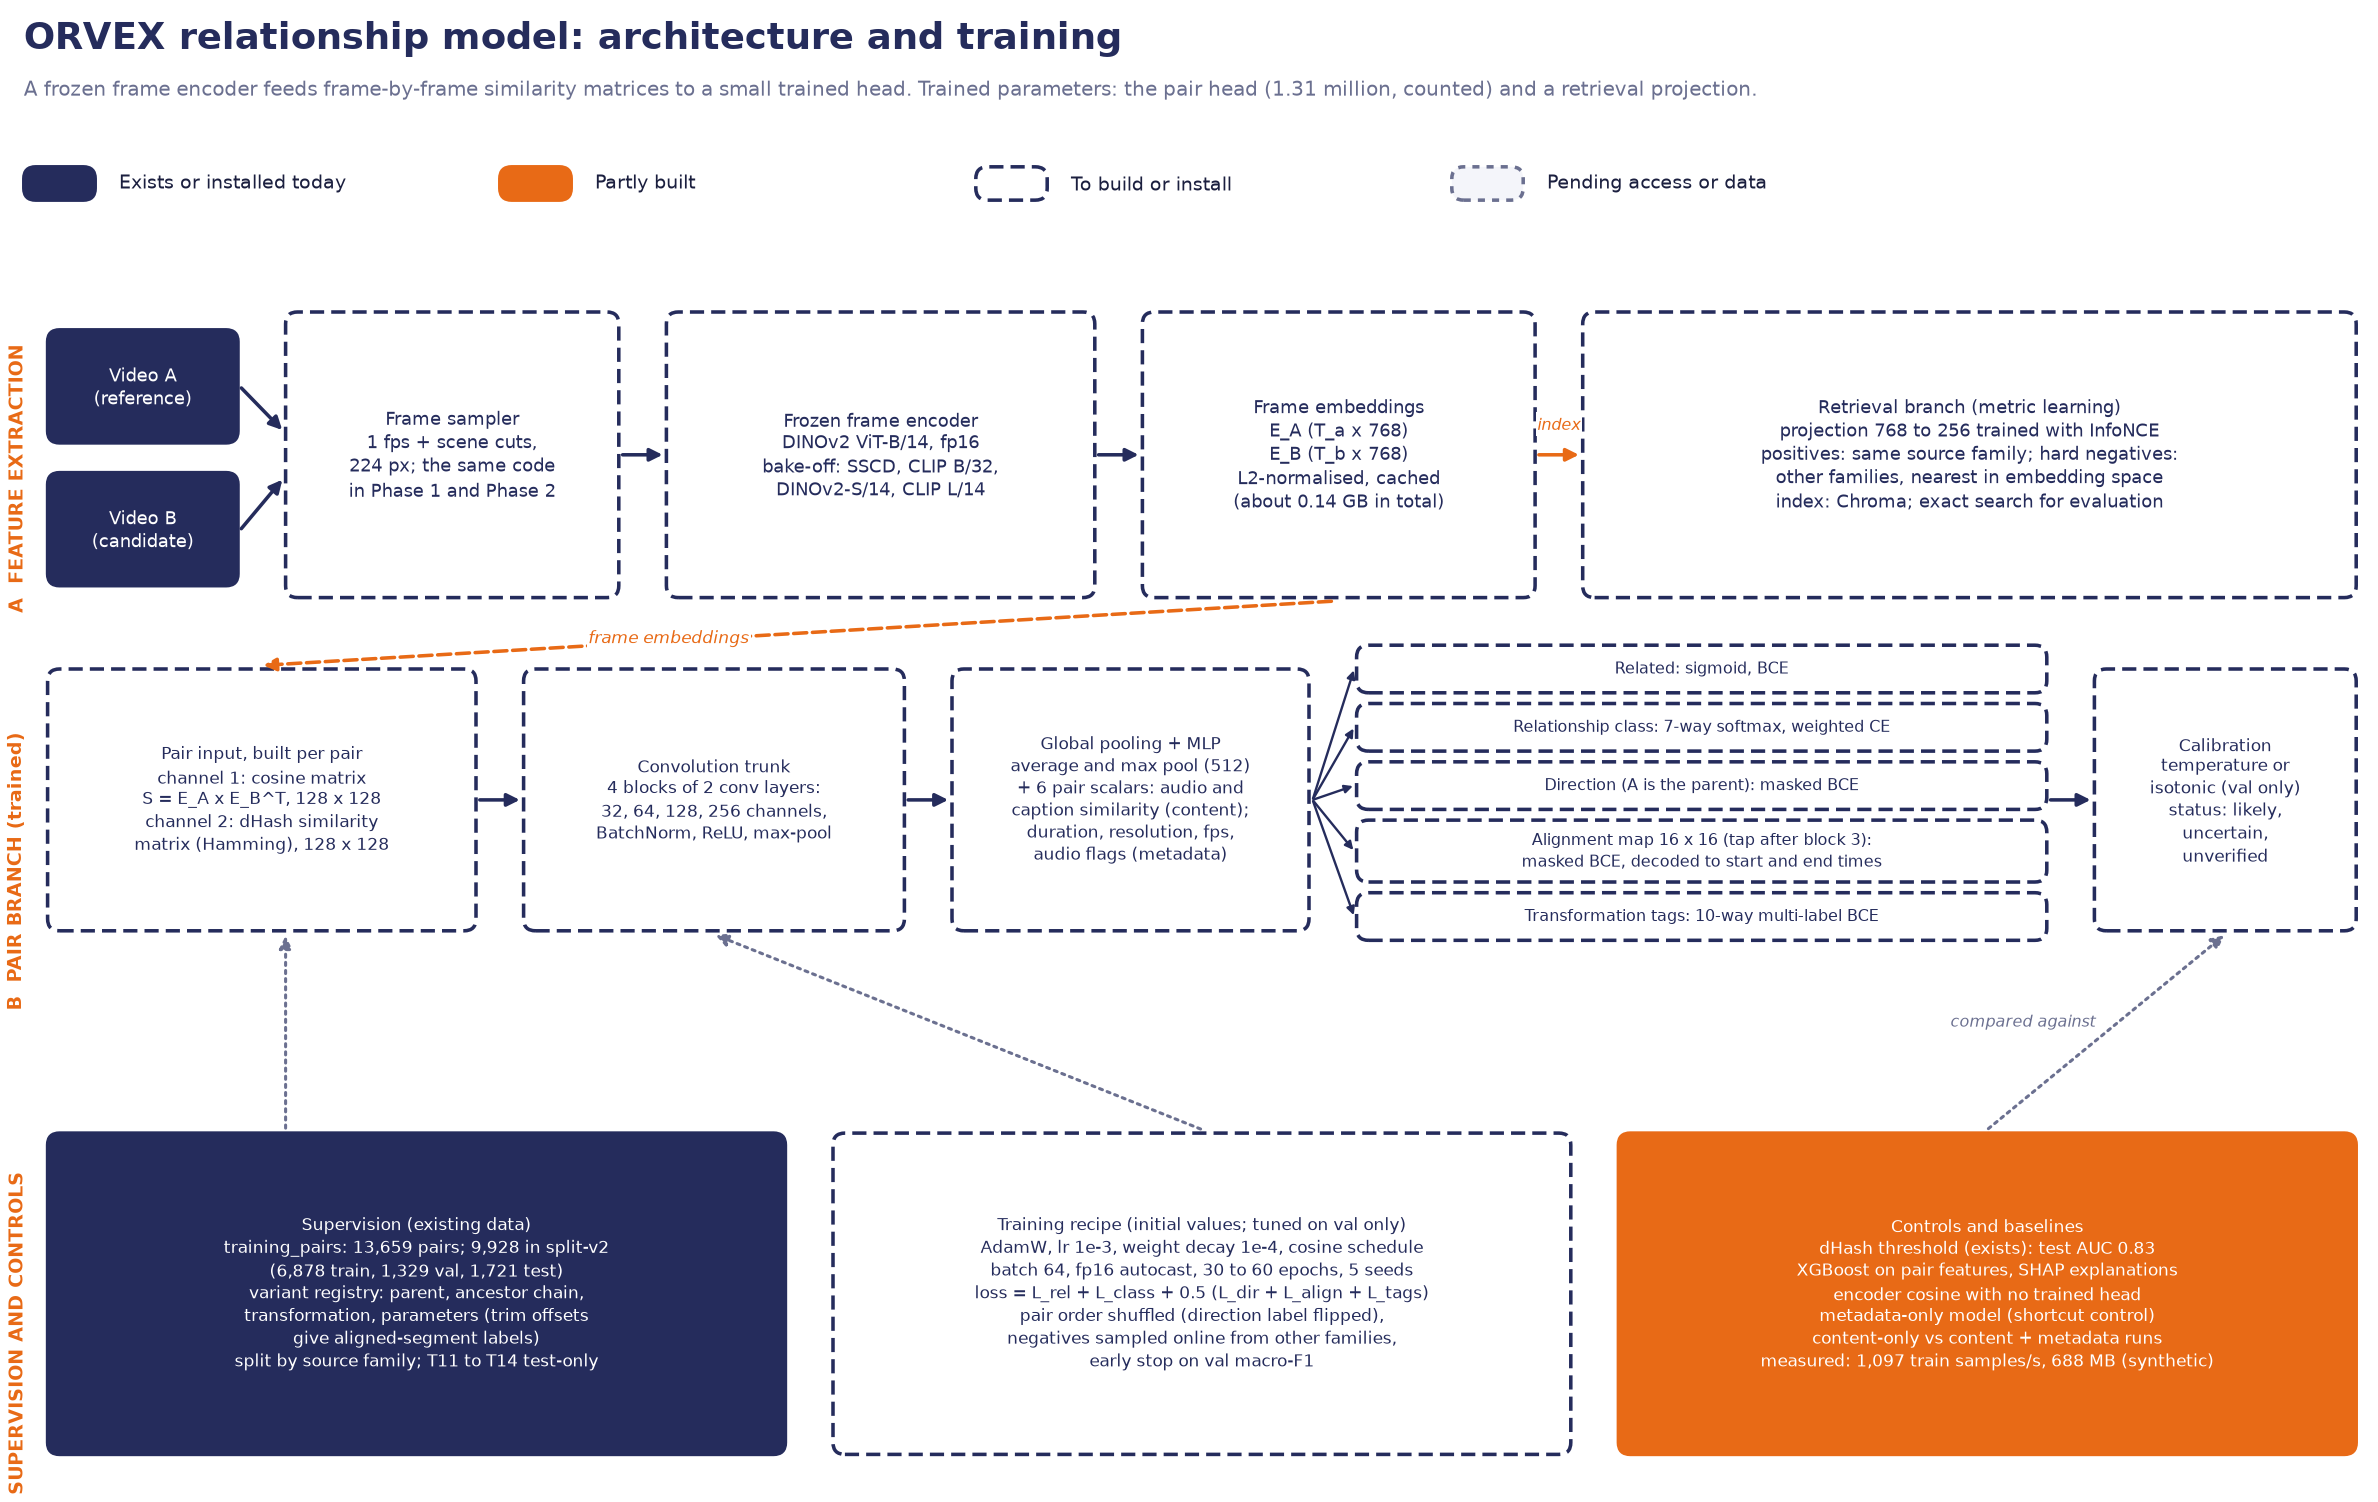 ORVEX relationship model: architecture and training
A frozen frame encoder feeds frame-by-frame similarity matrices to a small trained head. Trained parameters: the pair head (1.31 million, counted) and a retrieval projection.
Exists or installed today
Partly built
To build or install
Pending access or data
A  FEATURE EXTRACTION
Video A
(reference)
Video B
(candidate)
Frame sampler
1 fps + scene cuts,
224 px; the same code
in Phase 1 and Phase 2
Frozen frame encoder
DINOv2 ViT-B/14, fp16
bake-off: SSCD, CLIP B/32,
DINOv2-S/14, CLIP L/14
Frame embeddings
E_A (T_a x 768)
E_B (T_b x 768)
L2-normalised, cached
(about 0.14 GB in total)
index
Retrieval branch (metric learning)
projection 768 to 256 trained with InfoNCE
positives: same source family; hard negatives:
other families, nearest in embedding space
index: Chroma; exact search for evaluation
frame embeddings
B  PAIR BRANCH (trained)
Pair input, built per pair
channel 1: cosine matrix
S = E_A x E_B^T, 128 x 128
channel 2: dHash similarity
matrix (Hamming), 128 x 128
Convolution trunk
4 blocks of 2 conv layers:
32, 64, 128, 256 channels,
BatchNorm, ReLU, max-pool
Global pooling + MLP
average and max pool (512)
+ 6 pair scalars: audio and
caption similarity (content);
duration, resolution, fps,
audio flags (metadata)
Related: sigmoid, BCE
Relationship class: 7-way softmax, weighted CE
Direction (A is the parent): masked BCE
Alignment map 16 x 16 (tap after block 3):
masked BCE, decoded to start and end times
Transformation tags: 10-way multi-label BCE
Calibration
temperature or
isotonic (val only)
status: likely,
uncertain,
unverified
compared against
SUPERVISION AND CONTROLS
Supervision (existing data)
training_pairs: 13,659 pairs; 9,928 in split-v2
(6,878 train, 1,329 val, 1,721 test)
variant registry: parent, ancestor chain,
transformation, parameters (trim offsets
give aligned-segment labels)
split by source family; T11 to T14 test-only
Training recipe (initial values; tuned on val only)
AdamW, lr 1e-3, weight decay 1e-4, cosine schedule
batch 64, fp16 autocast, 30 to 60 epochs, 5 seeds
loss = L_rel + L_class + 0.5 (L_dir + L_align + L_tags)
pair order shuffled (direction label flipped),
negatives sampled online from other families,
early stop on val macro-F1
Controls and baselines
dHash threshold (exists): test AUC 0.83
XGBoost on pair features, SHAP explanations
encoder cosine with no trained head
metadata-only model (shortcut control)
content-only vs content + metadata runs
measured: 1,097 train samples/s, 688 MB (synthetic)